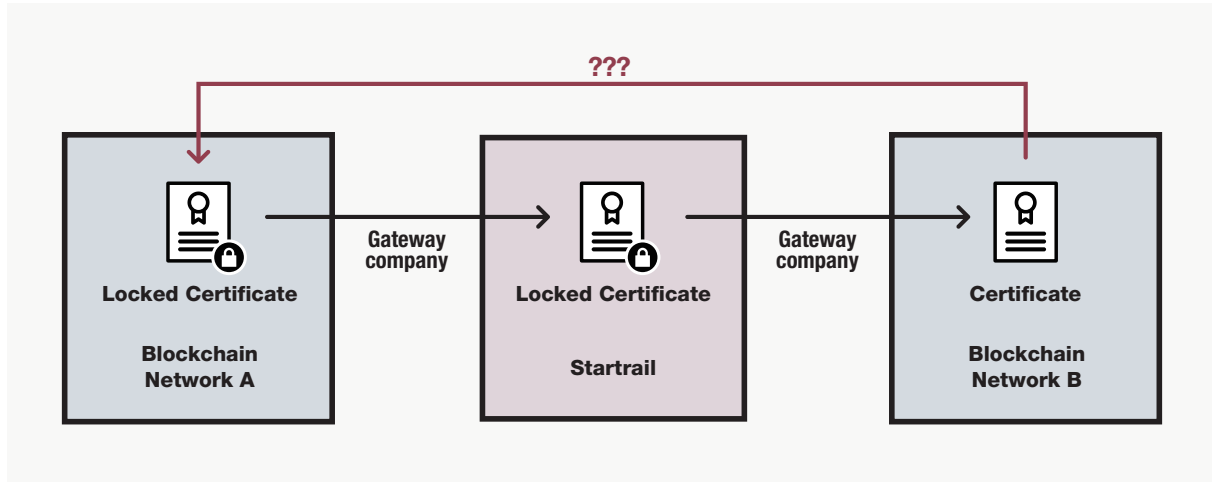 ???
Gateway
company
Gateway
company
Locked Certificate
Locked Certificate
Certificate
Blockchain
Network A
Startrail
Blockchain
Network B